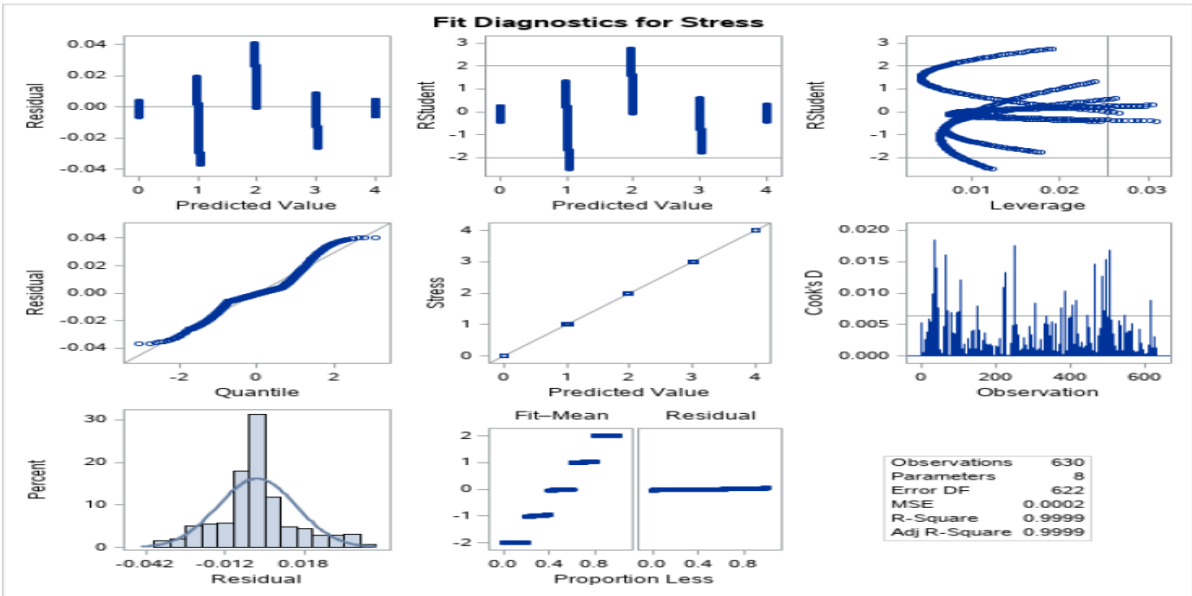 Fit Diagnostics for Stress
Residual
0.04
0.02
0.00
-0.02
-0.04
0 1 2 3 4
Predicted Value
RStudent
3
2
1
0
-1
-2
0 1 2 3 4
Predicted Value
RStudent
3
2
1
0
-1
-2
0.01 0.02 0.03
Leverage
Residual
0.04
0.02
0.00
-0.02
-0.04
-2 0 2
Quantile
Stress
4
3
2
1
0
0 1 2 3 4
Predicted Value
Cook's D
0.020
0.015
0.010
0.005
0.000
0 200 400 600
Observation
Percent
30
20
10
0
-0.042 -0.012 0.018
Residual
Fit–Mean Residual
2
1
0
-1
-2
0.0 0.4 0.8 0.0 0.4 0.8
Proportion Less
Observations 630
Parameters 8
Error DF 622
MSE 0.0002
R-Square 0.9999
Adj R-Square 0.9999